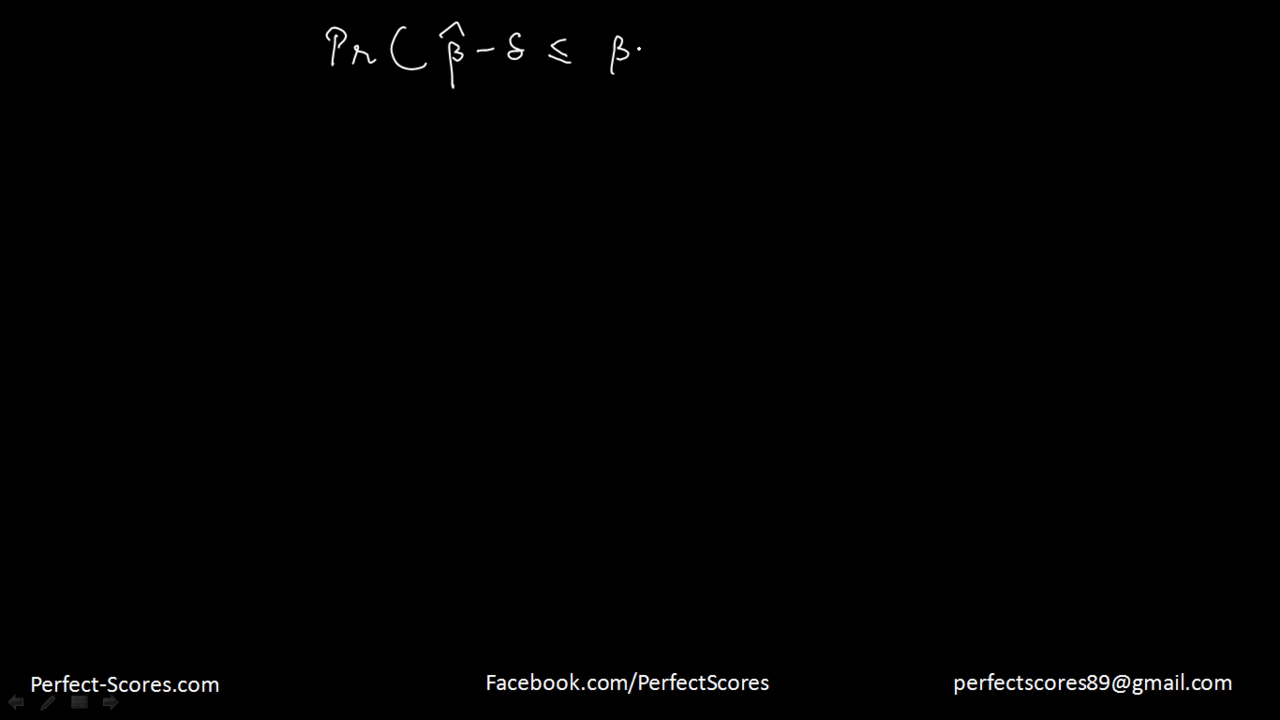 Pr ( β̂ - δ ≤ β.
Perfect-Scores.com
Facebook.com/PerfectScores
perfectscores89@gmail.com